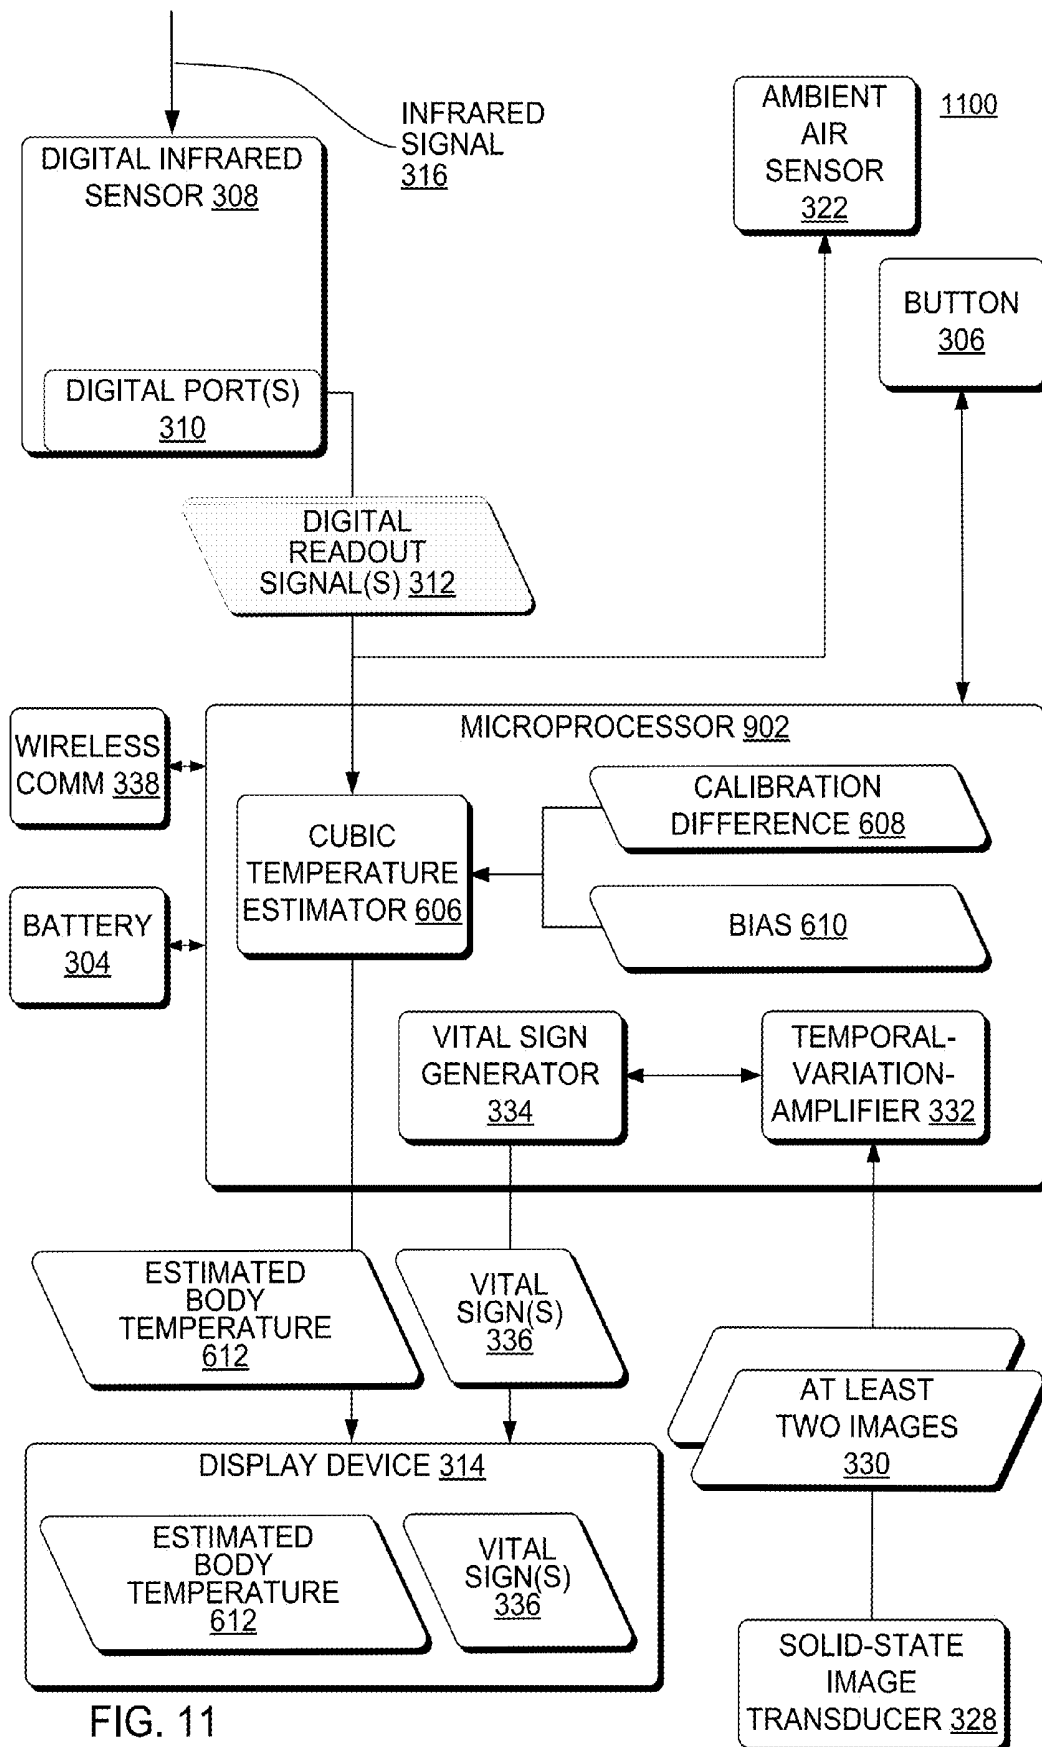 INFRARED
SIGNAL
316
AMBIENT
AIR
SENSOR
322
1100
DIGITAL INFRARED
SENSOR 308
BUTTON
306
DIGITAL PORT(S)
310
DIGITAL
READOUT
SIGNAL(S) 312
MICROPROCESSOR 902
WIRELESS
COMM 338
CALIBRATION
DIFFERENCE 608
CUBIC
TEMPERATURE
ESTIMATOR 606
BATTERY
304
BIAS 610
VITAL SIGN
GENERATOR
334
TEMPORAL-
VARIATION-
AMPLIFIER 332
ESTIMATED
BODY
TEMPERATURE
612
VITAL
SIGN(S)
336
AT LEAST
TWO IMAGES
330
DISPLAY DEVICE 314
ESTIMATED
BODY
TEMPERATURE
612
VITAL
SIGN(S)
336
SOLID-STATE
IMAGE
TRANSDUCER 328
FIG. 11